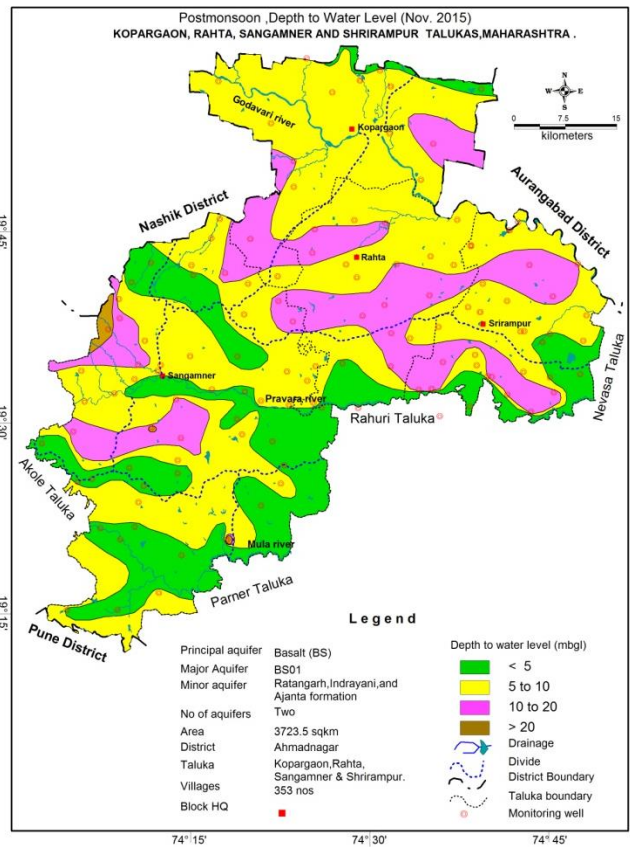 Postmonsoon ,Depth to Water Level (Nov. 2015)
KOPARGAON, RAHTA, SANGAMNER AND SHRIRAMPUR TALUKAS,MAHARASHTRA .
N
W E
S
0 7.5 15
kilometers
Godavari river
Kopargaon
Nashik District
Aurangabad District
19°45'
Rahta
Srirampur
Sangamner
Nevasa Taluka
Pravara river
Rahuri Taluka
19°30'
Akole Taluka
Mula river
Parner Taluka
19°15'
Pune District
Legend
Principal aquifer Basalt (BS)
Major Aquifer BS01
Minor aquifer Ratangarh,Indrayani,and
Ajanta formation
No of aquifers Two
Area 3723.5 sqkm
District Ahmadnagar
Taluka Kopargaon,Rahta,
Sangamner & Shrirampur.
Villages 353 nos
Block HQ
Depth to water level (mbgl)
< 5
5 to 10
10 to 20
> 20
Drainage
Divide
District Boundary
Taluka boundary
Monitoring well
74°15' 74°30' 74°45'